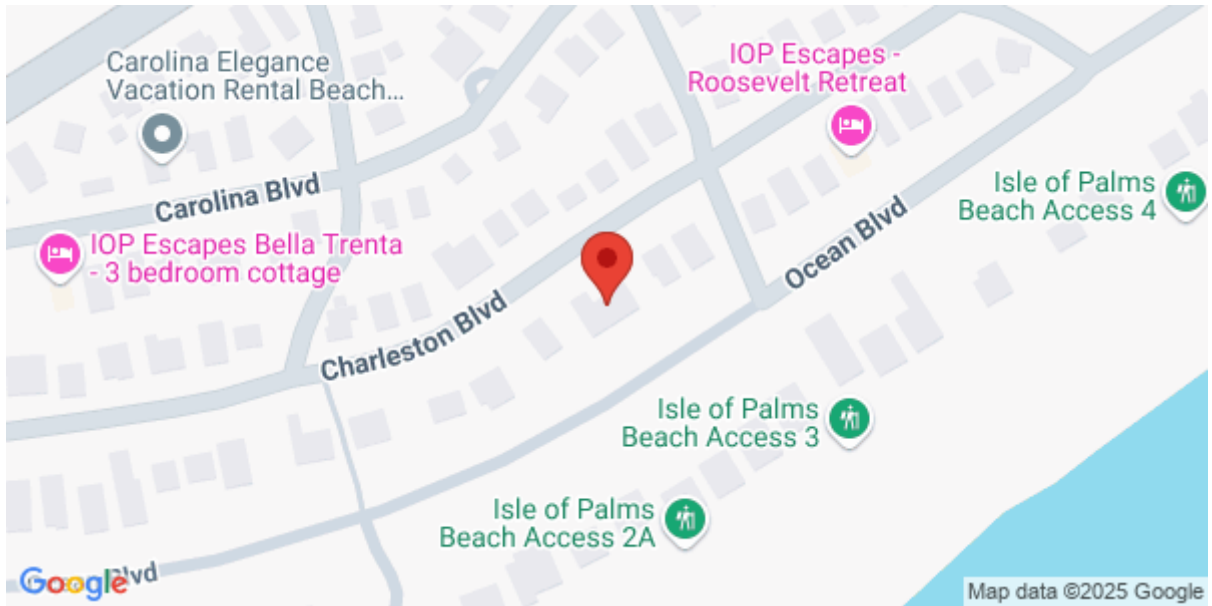 Carolina Elegance
Vacation Rental Beach...
IOP Escapes -
Roosevelt Retreat
Isle of Palms
Beach Access 4
Carolina Blvd
IOP Escapes Bella Trenta
- 3 bedroom cottage
Ocean Blvd
Charleston Blvd
Isle of Palms
Beach Access 3
Isle of Palms
Beach Access 2A
Blvd
Google
Map data ©2025 Google